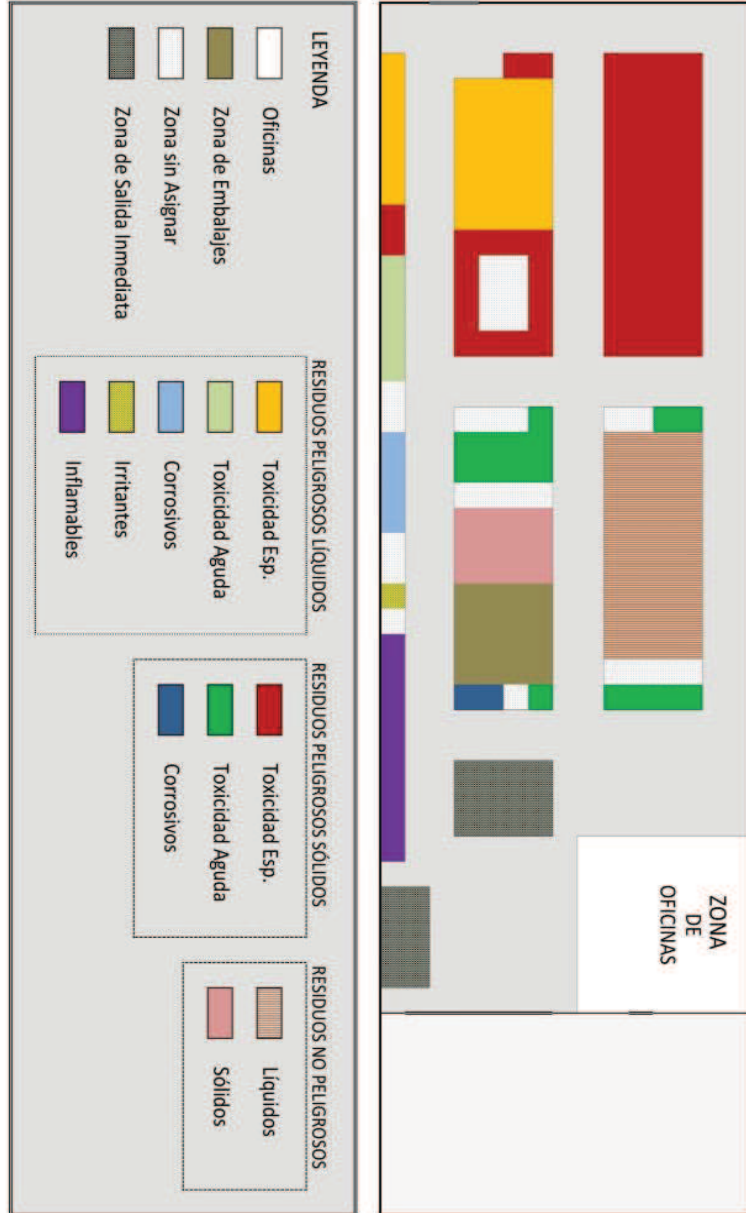 ZONA
DE
OFICINAS
LEYENDA
Oficinas
Zona de Embalajes
Zona sin Asignar
Zona de Salida Inmediata
RESIDUOS PELIGROSOS LÍQUIDOS
Toxicidad Esp.
Toxicidad Aguda
Corrosivos
Irritantes
Inflamables
RESIDUOS PELIGROSOS SÓLIDOS
Toxicidad Esp.
Toxicidad Aguda
Corrosivos
RESIDUOS NO PELIGROSOS
Líquidos
Sólidos